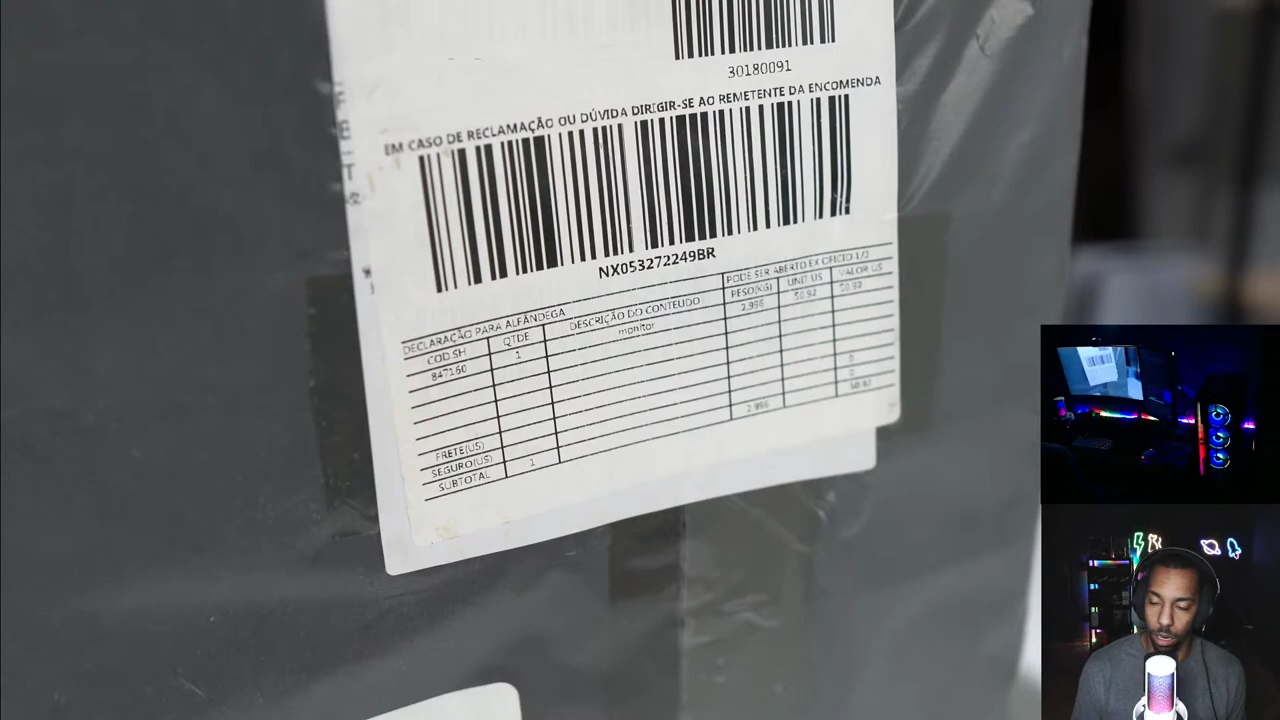 30180091
EM CASO DE RECLAMAÇÃO OU DÚVIDA DIRIGIR-SE AO REMETENTE DA ENCOMENDA
NX053272249BR
DECLARAÇÃO PARA ALFÂNDEGA PODE SER ABERTO EX OFICIO 1/2
COD SH QTDE DESCRIÇÃO DO CONTEUDO PESO(KG) UNIT US VALOR US
847160 1 monitor 2.996 50.92 50.92
FRETE(US) 0
SEGURO(US) 0
SUBTOTAL 1 2.996 50.92